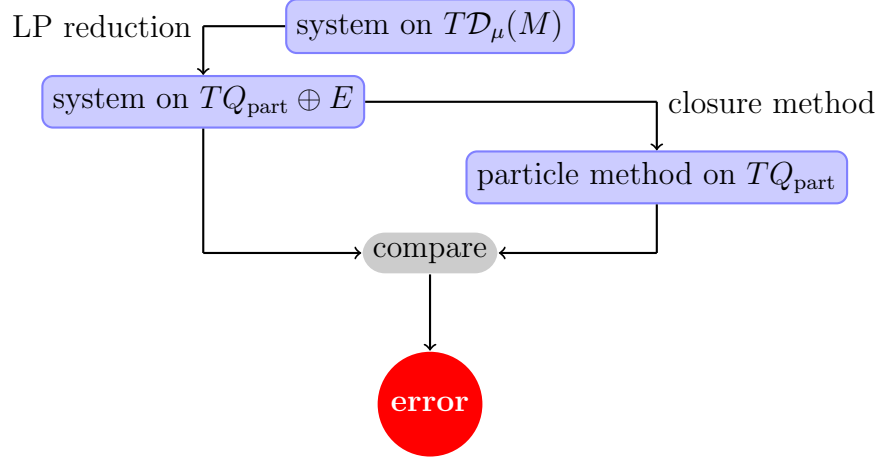 LP reduction
system on $T\mathcal{D}_\mu(M)$
system on $TQ_{\text{part}} \oplus E$
closure method
particle method on $TQ_{\text{part}}$
compare
error